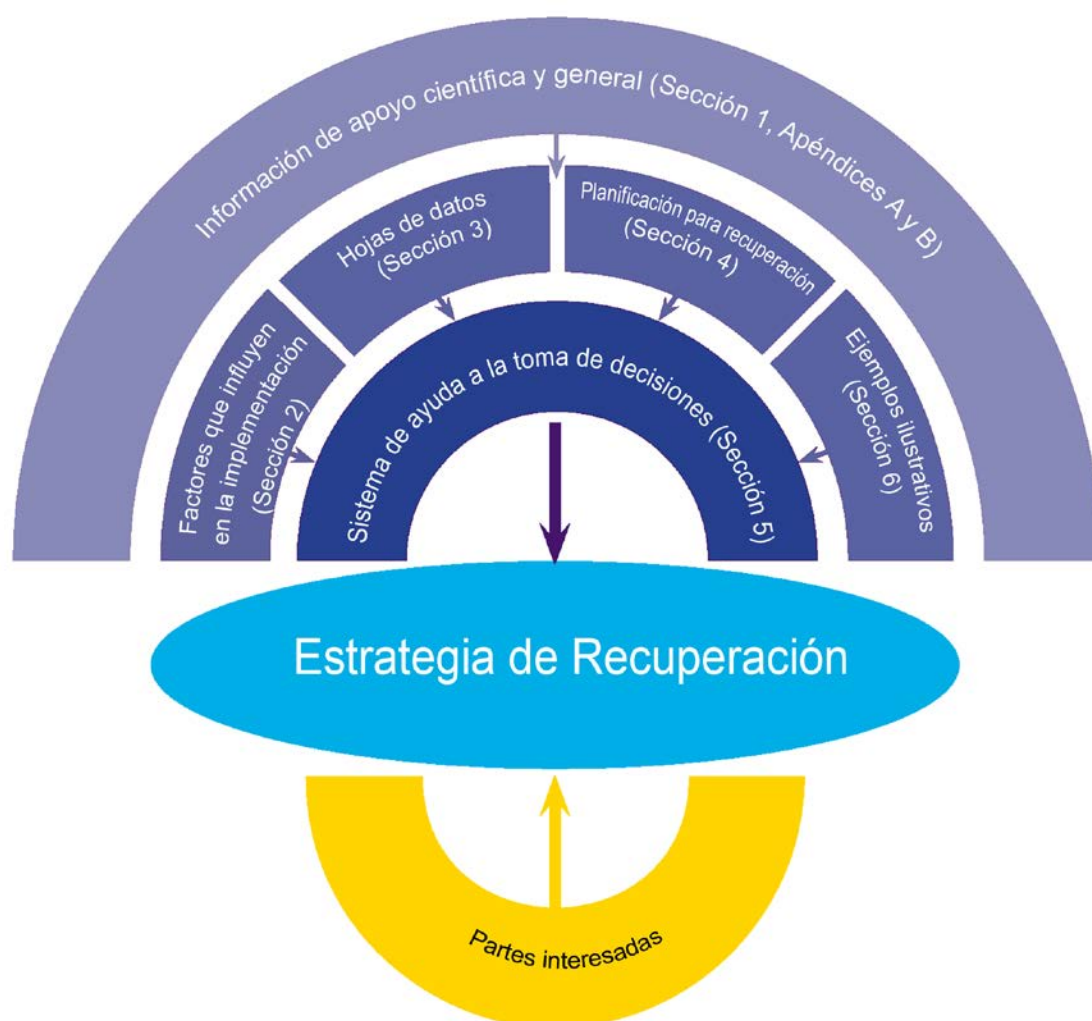 Información de apoyo científica y general (Sección 1, Apéndices A y B)
Hojas de datos
(Sección 3)
Planificación para recuperación
(Sección 4)
Factores que influyen
en la implementación
(Sección 2)
Ejemplos ilustrativos
(Sección 6)
Sistema de ayuda a la toma de decisiones (Sección 5)
Estrategia de Recuperación
Partes interesadas